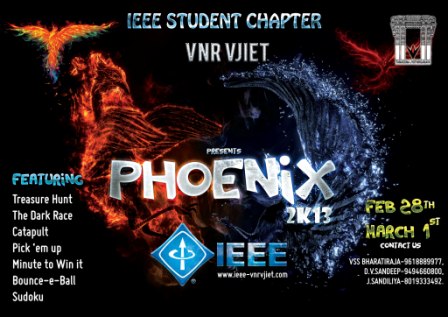 IEEE STUDENT CHAPTER
VNR VJIET
PRESENTS
PHOENiX
2K13
FEATURiNG
Treasure Hunt
The Dark Race
Catapult
Pick 'em up
Minute to Win it
Bounce-e-Ball
Sudoku
IEEE
www.ieee-vnrvjiet.com
FEB 28TH
MARCH 1ST
CONTACT US
VSS BHARATIRAJA-9618889977,
D.V.SANDEEP-9494660800,
J.SANDILIYA-8019333492.